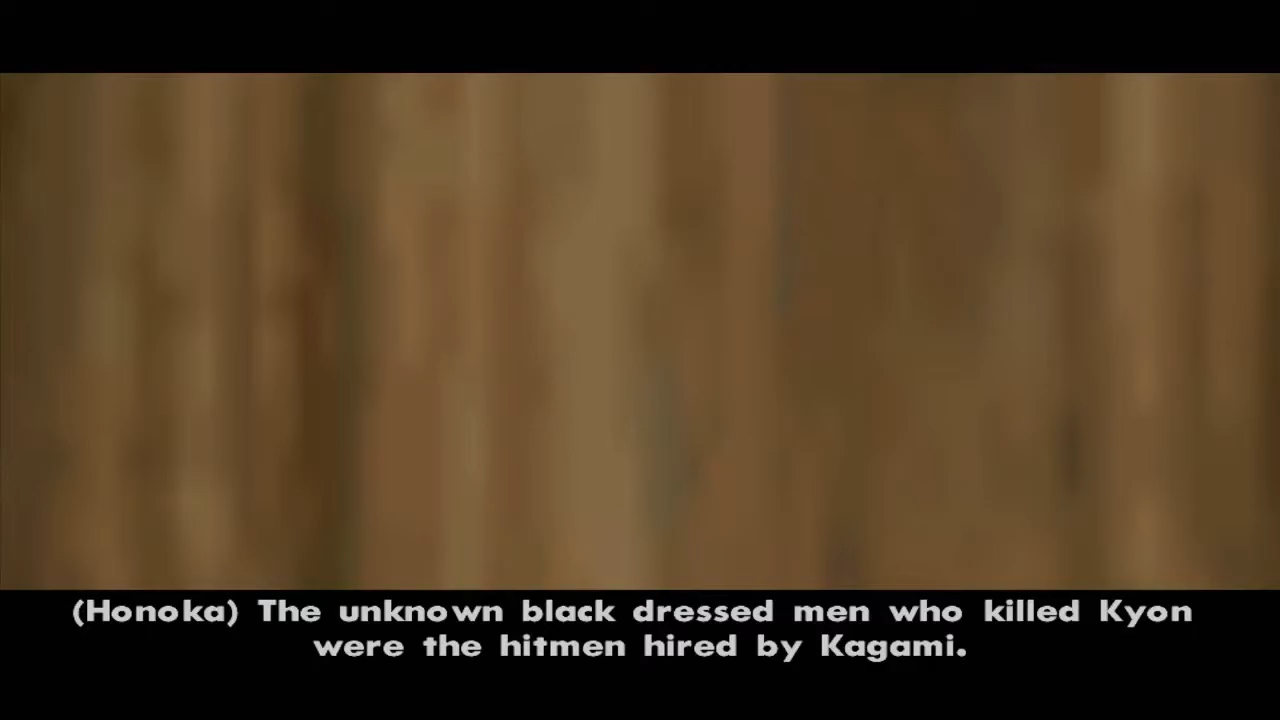 (Honoka) The unknown black dressed men who killed Kyon
were the hitmen hired by Kagami.